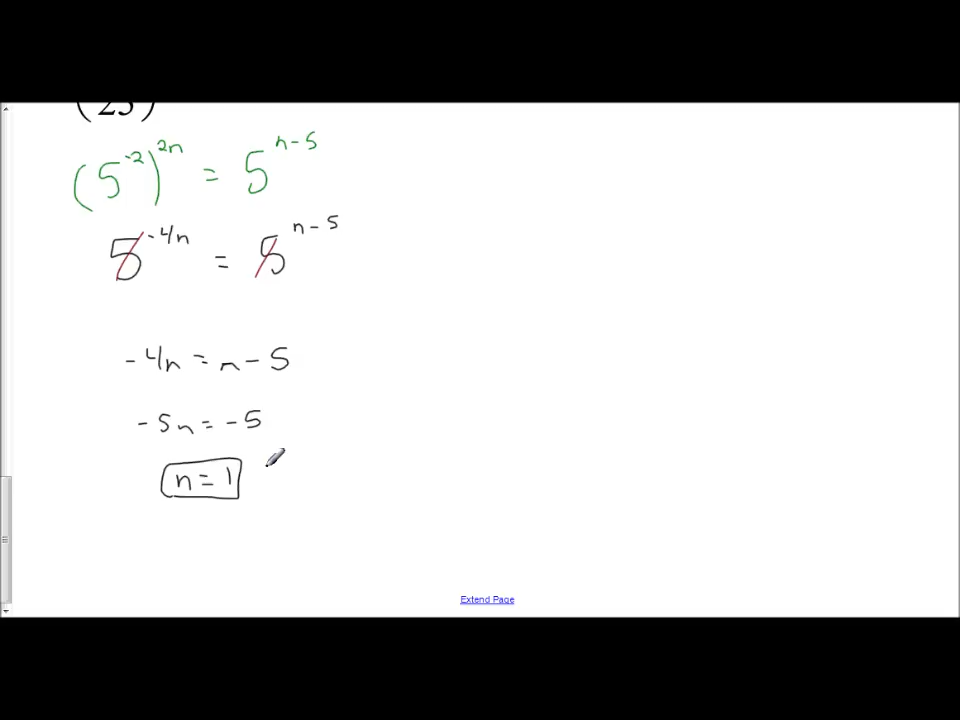 (5^-2)^2n = 5^n-5
5^-4n = 5^n-5
-4n = n-5
-5n = -5
n = 1
Extend Page